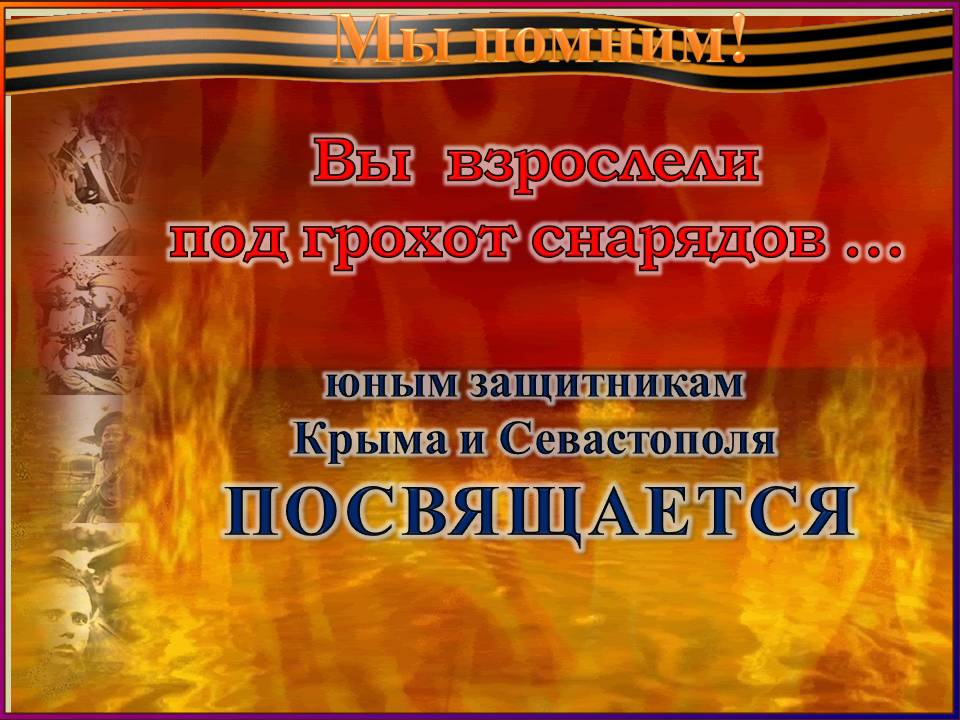 Мы помним!
Вы взрослели
под грохот снарядов ...
юным защитникам
Крыма и Севастополя
ПОСВЯЩАЕТСЯ